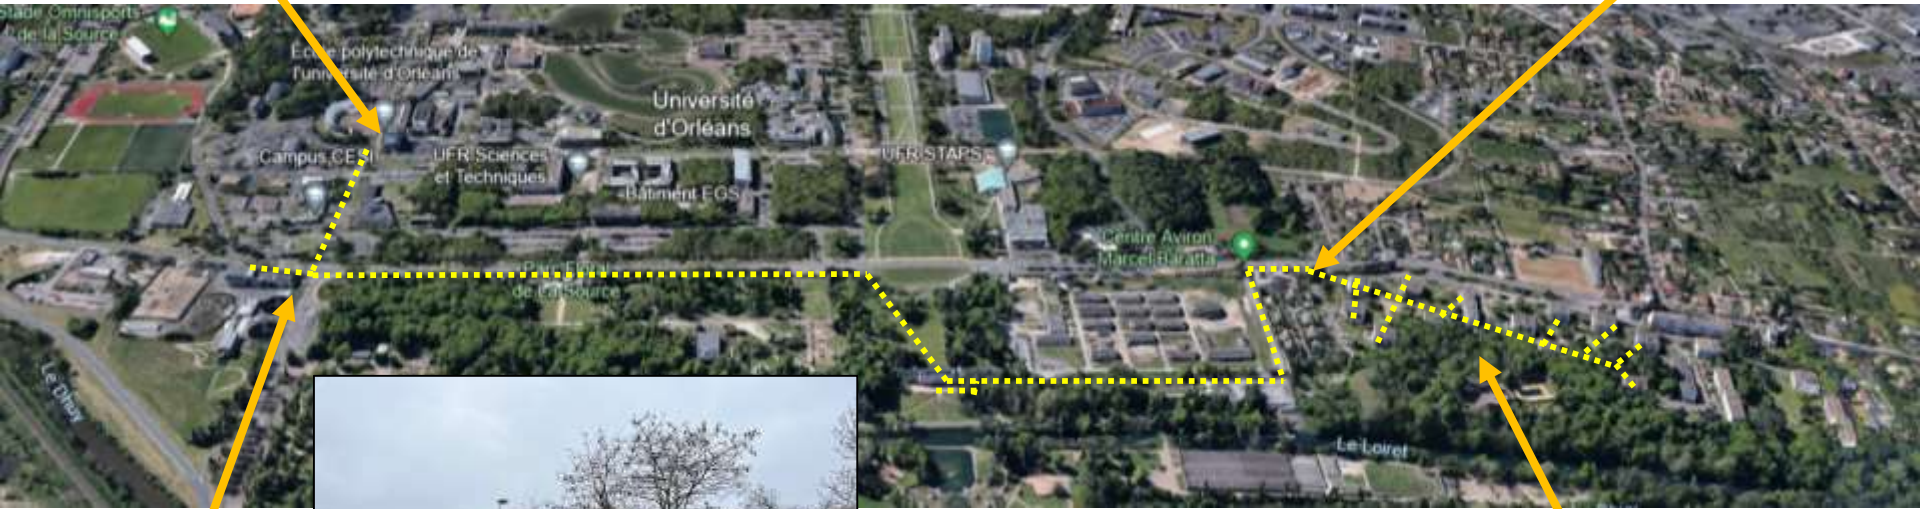 Stade Omnisports
de la Source
École polytechnique de
l'université d'Orléans
Université
d'Orléans
Campus CESI
UFR Sciences
et Techniques
Bâtiment EGS
UFR STAPS
Centre Aviron
Marcel Baratta
Parc Floral
de La Source
Le Dhuy
Le Loiret